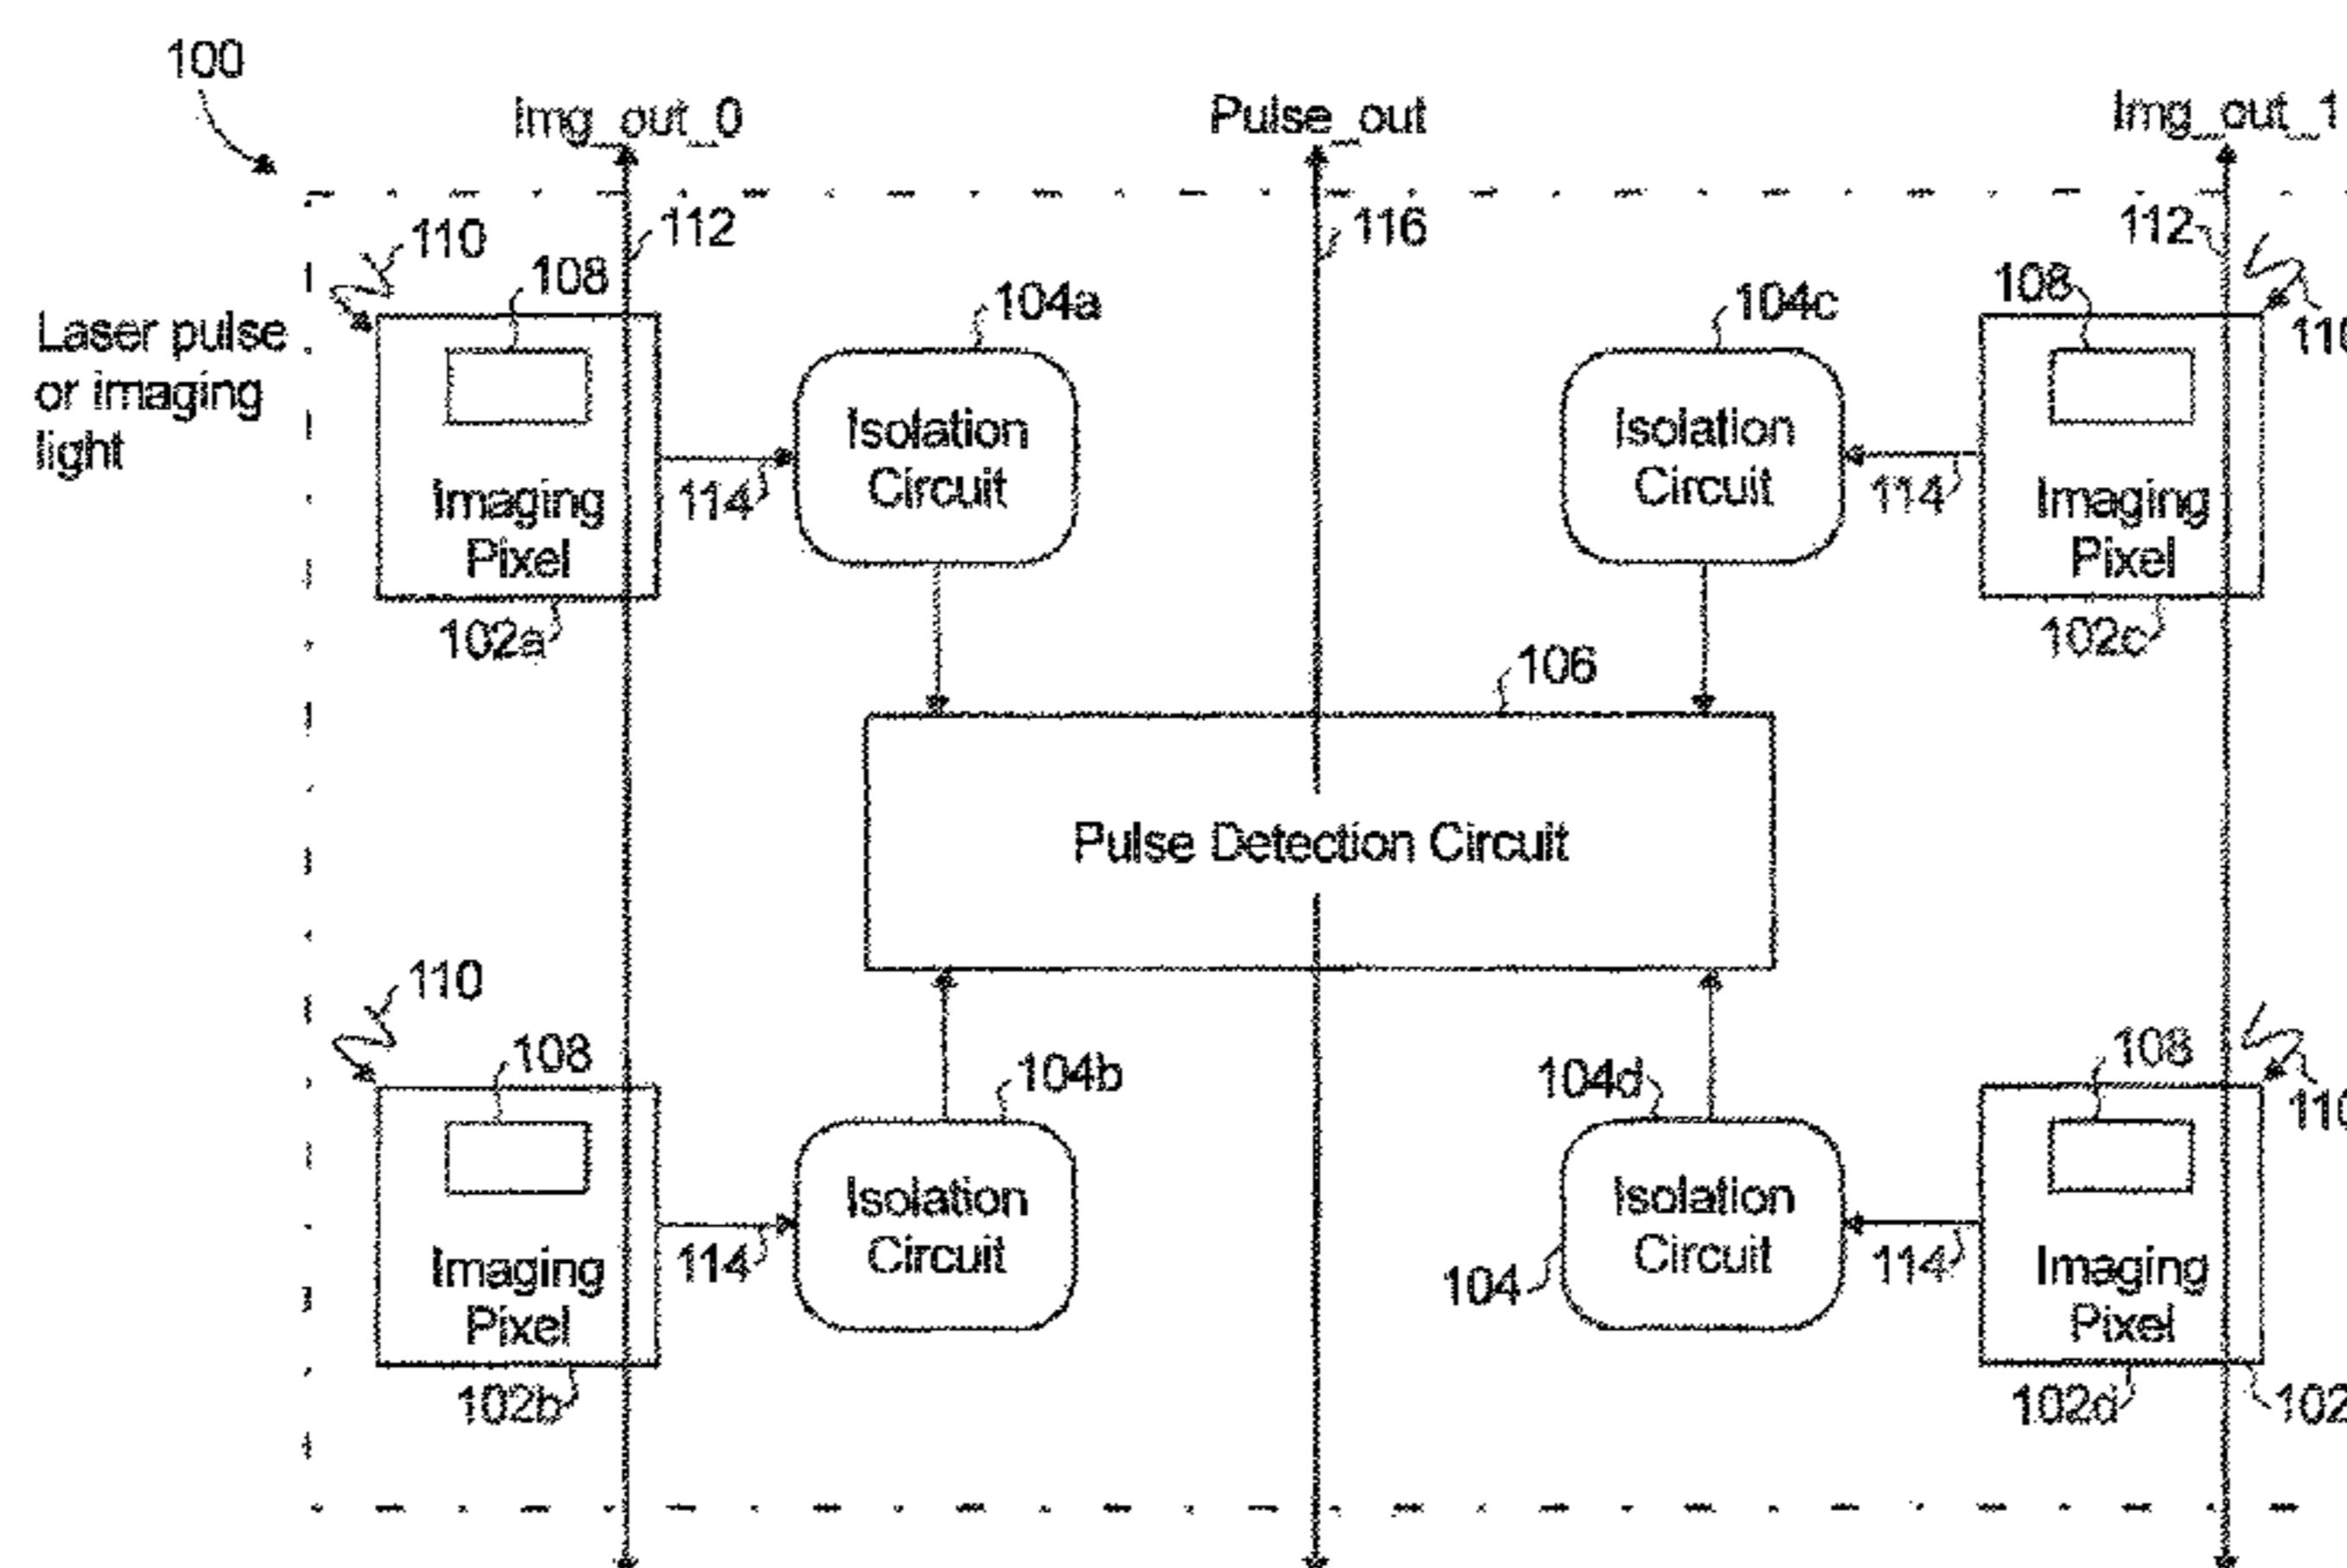 100
Img_out_0
Pulse_out
Img_out_1
110
112
116
112
108
104a
104c
108
Laser pulse
or imaging
light
Isolation
Circuit
Isolation
Circuit
114
114
Imaging
Pixel
Imaging
Pixel
102a
102c
106
Pulse Detection Circuit
110
108
104b
104d
108
Isolation
Circuit
Isolation
Circuit
114
104
114
Imaging
Pixel
Imaging
Pixel
102b
102d